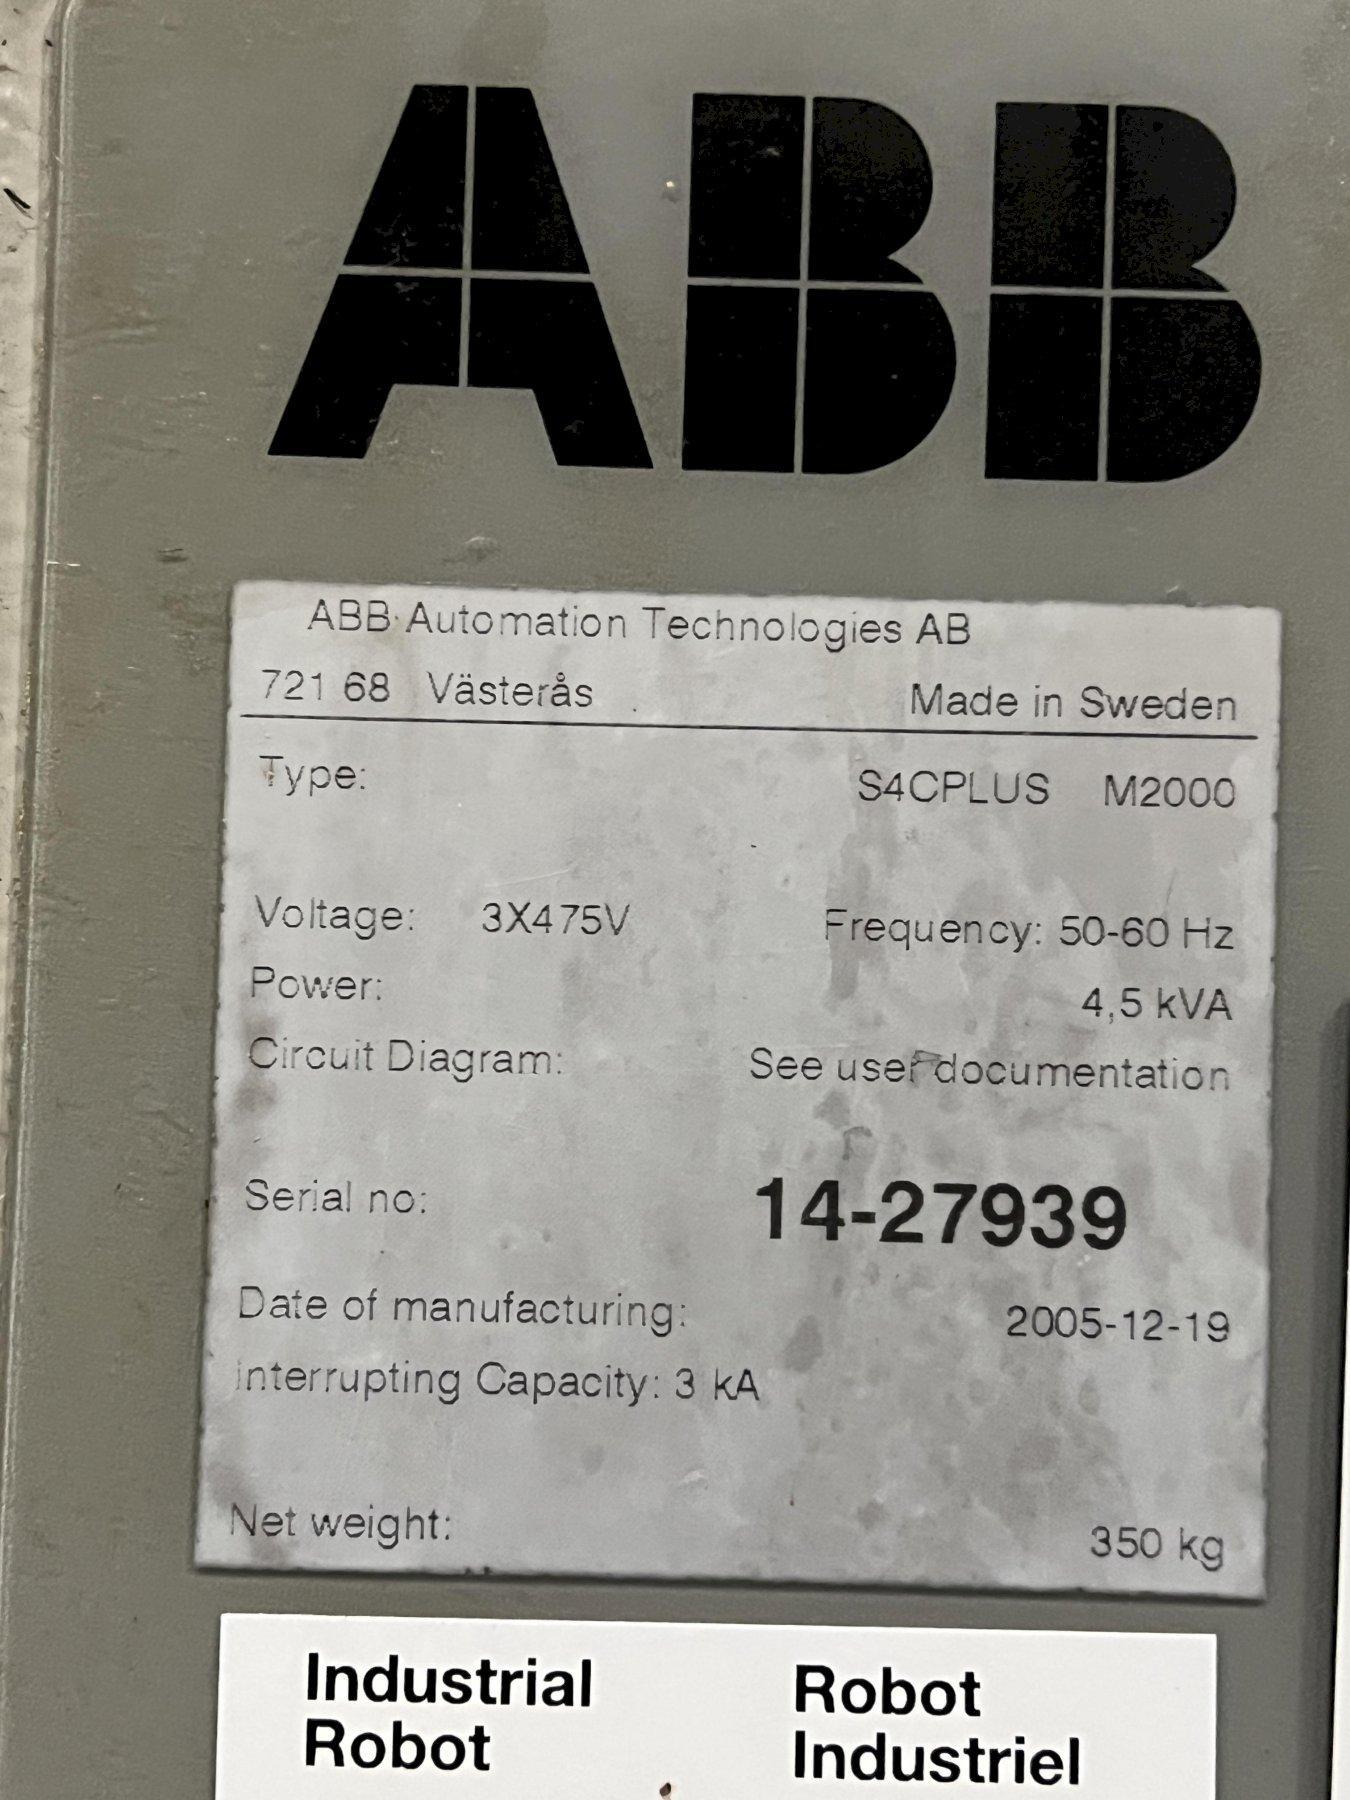 ABB
ABB Automation Technologies AB
721 68 Västerås Made in Sweden
Type: S4CPLUS M2000
Voltage: 3X475V Frequency: 50-60 Hz
Power: 4,5 kVA
Circuit Diagram: See user documentation
Serial no: 14-27939
Date of manufacturing: 2005-12-19
Interrupting Capacity: 3 kA
Net weight: 350 kg
Industrial Robot
Robot Industriel